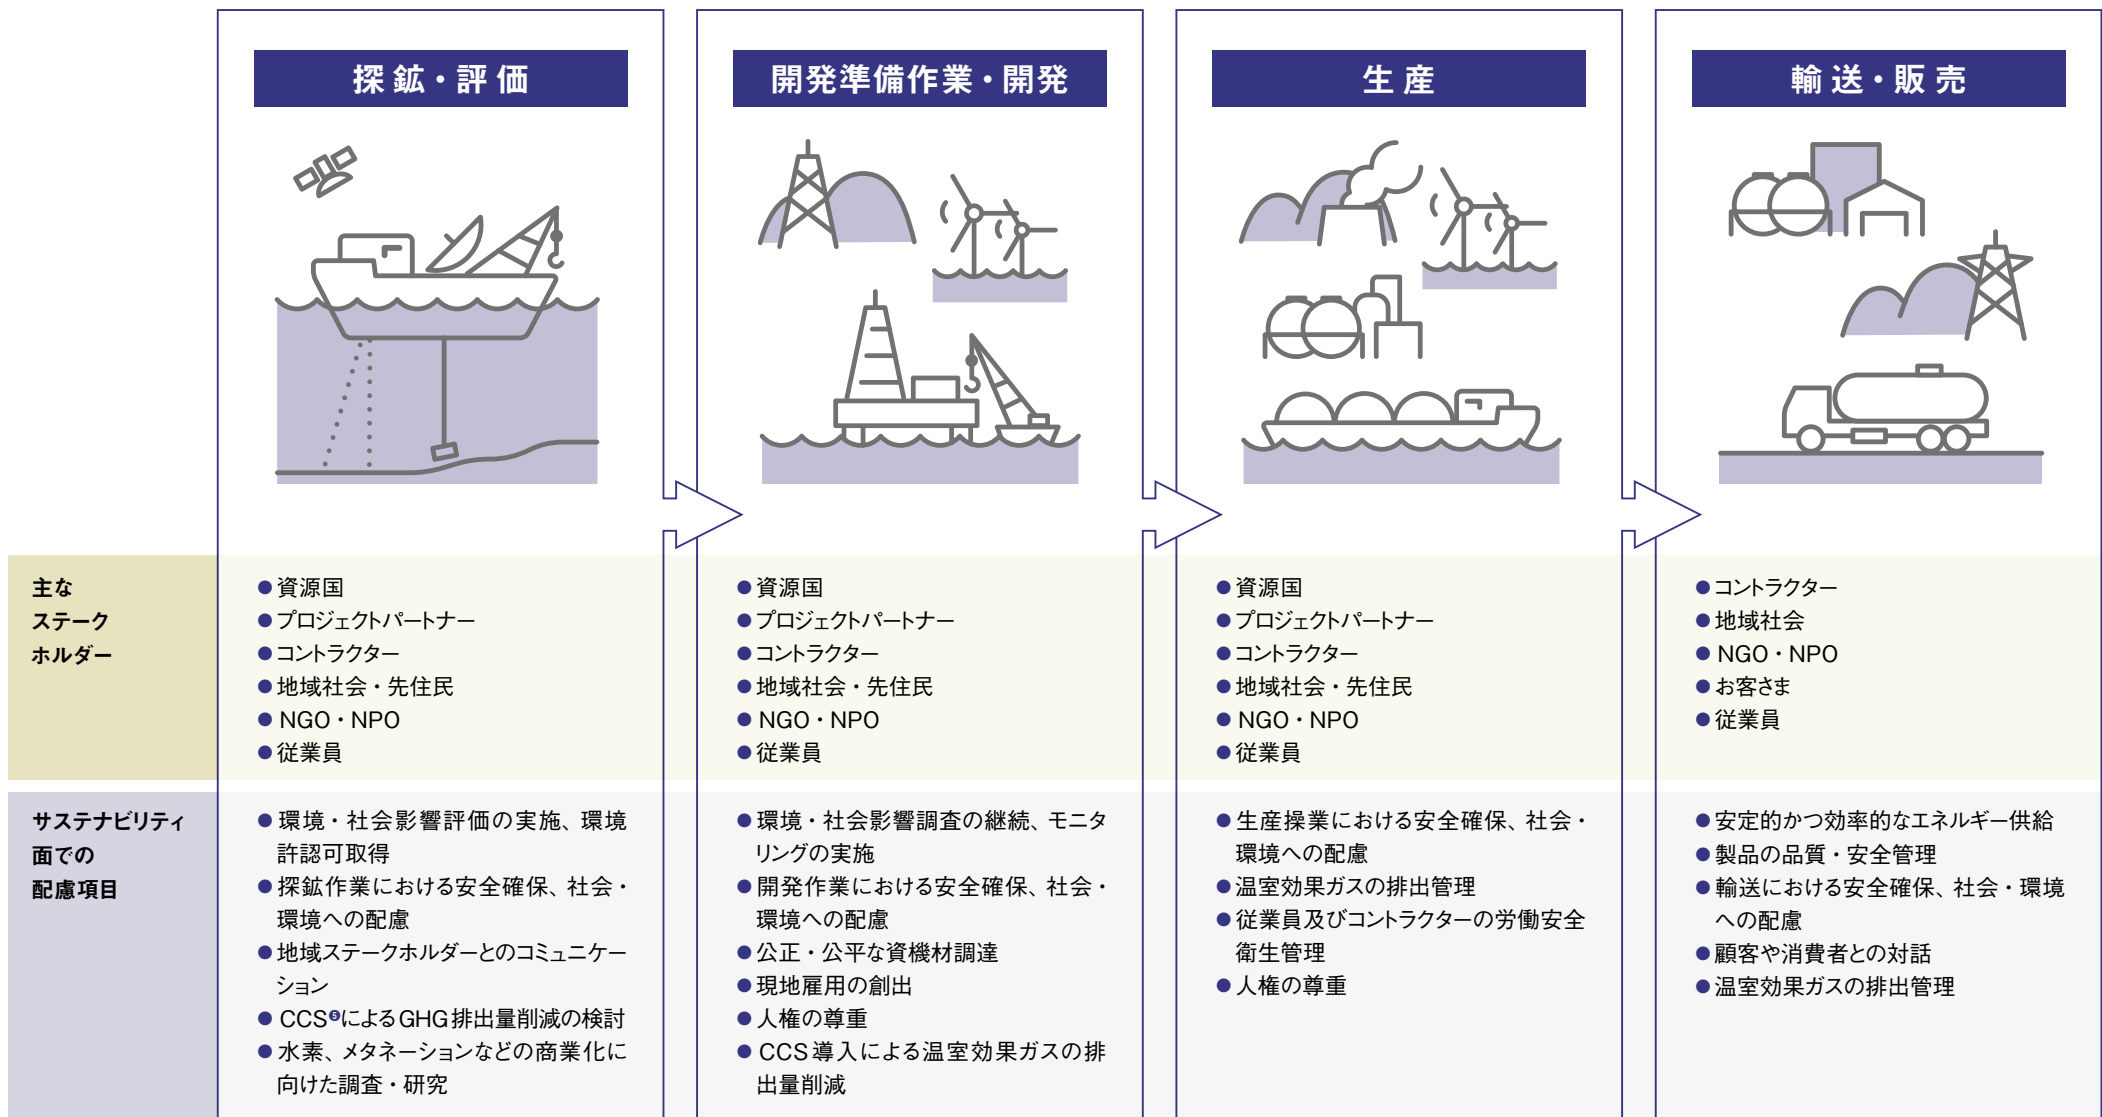 探鉱・評価
開発準備作業・開発
生産
輸送・販売
主な
ステーク
ホルダー
●資源国
●プロジェクトパートナー
●コントラクター
●地域社会・先住民
●NGO・NPO
●従業員
●資源国
●プロジェクトパートナー
●コントラクター
●地域社会・先住民
●NGO・NPO
●従業員
●資源国
●プロジェクトパートナー
●コントラクター
●地域社会・先住民
●NGO・NPO
●従業員
●コントラクター
●地域社会
●NGO・NPO
●お客さま
●従業員
サステナビリティ
面での
配慮項目
●環境・社会影響評価の実施、環境
許認可取得
●探鉱作業における安全確保、社会・
環境への配慮
●地域ステークホルダーとのコミュニケー
ション
●CCS❺によるGHG排出量削減の検討
●水素、メタネーションなどの商業化に
向けた調査・研究
●環境・社会影響調査の継続、モニタ
リングの実施
●開発作業における安全確保、社会・
環境への配慮
●公正・公平な資機材調達
●現地雇用の創出
●人権の尊重
●CCS導入による温室効果ガスの排
出量削減
●生産操業における安全確保、社会・
環境への配慮
●温室効果ガスの排出管理
●従業員及びコントラクターの労働安全
衛生管理
●人権の尊重
●安定的かつ効率的なエネルギー供給
●製品の品質・安全管理
●輸送における安全確保、社会・環境
への配慮
●顧客や消費者との対話
●温室効果ガスの排出管理